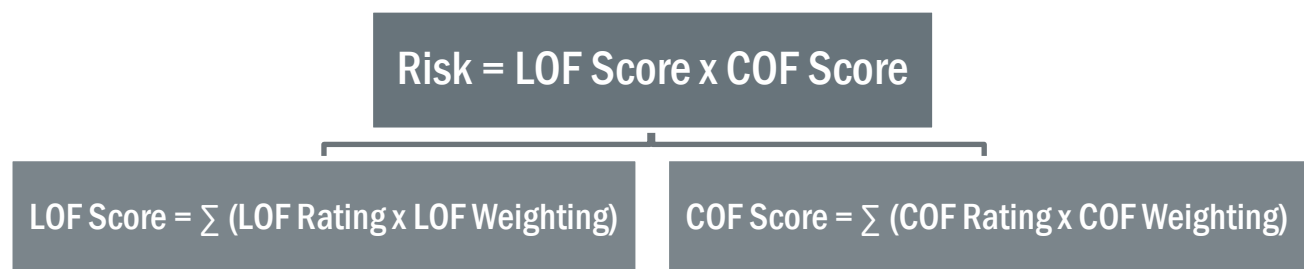 Risk = LOF Score x COF Score
LOF Score = ∑ (LOF Rating x LOF Weighting)
COF Score = ∑ (COF Rating x COF Weighting)